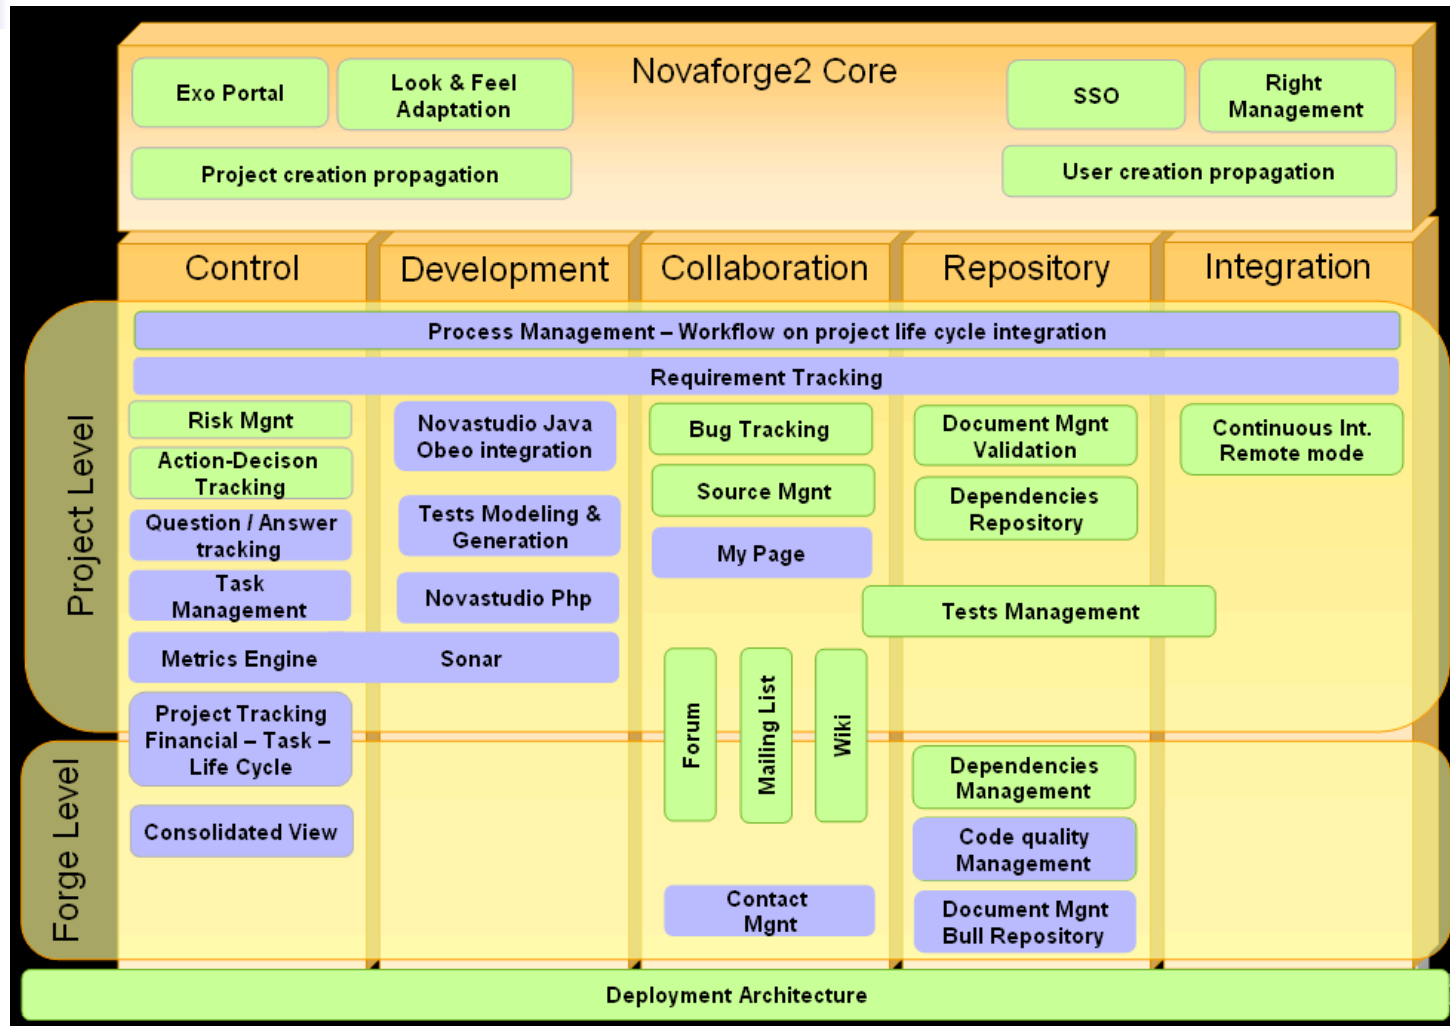 Novaforge2 Core
Exo Portal
Look & Feel
Adaptation
SSO
Right
Management
Project creation propagation
User creation propagation
Control
Development
Collaboration
Repository
Integration
Project Level
Process Management – Workflow on project life cycle integration
Requirement Tracking
Risk Mgnt
Action-Decison
Tracking
Question / Answer
tracking
Task
Management
Metrics Engine
Sonar
Project Tracking
Financial – Task –
Life Cycle
Novastudio Java
Obeo integration
Tests Modeling &
Generation
Novastudio Php
Bug Tracking
Source Mgnt
My Page
Forum
Mailing List
Wiki
Document Mgnt
Validation
Dependencies
Repository
Tests Management
Continuous Int.
Remote mode
Forge Level
Consolidated View
Contact
Mgnt
Dependencies
Management
Code quality
Management
Document Mgnt
Bull Repository
Deployment Architecture